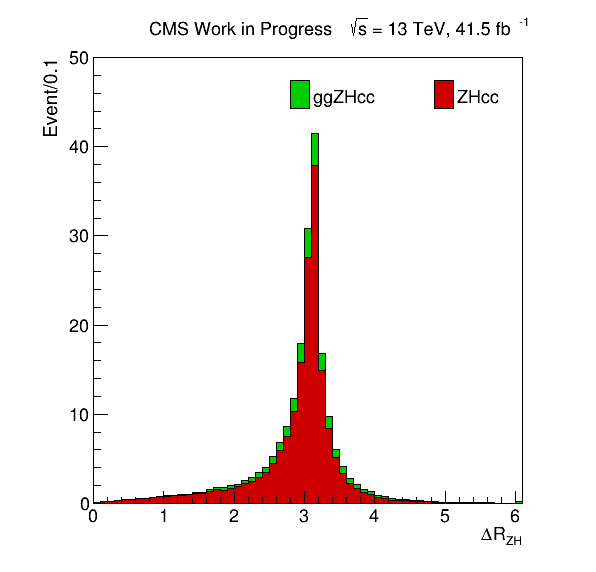 CMS Work in Progress √s = 13 TeV, 41.5 fb⁻¹
Event/0.1
ggZHcc ZHcc
50
40
30
20
10
0
0 1 2 3 4 5 6
ΔR_ZH